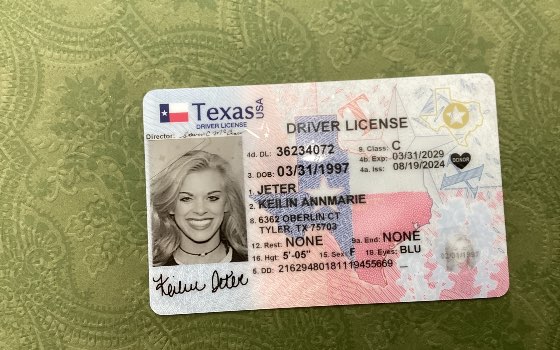 Texas USA
DRIVER LICENSE
Director:
DRIVER LICENSE
4d. DL: 36234072 9. Class: C
4b. Exp: 03/31/2029
3. DOB: 03/31/1997 4a. Iss: 08/19/2024
DONOR
1. JETER
2. KEILIN ANNMARIE
8. 6362 OBERLIN CT
TYLER, TX 75703
12. Rest: NONE 9a. End: NONE
16. Hgt: 5'-05" 15. Sex: F 18. Eyes: BLU
5. DD: 21629480181119455669
03/31/1997
Keilin Jeter